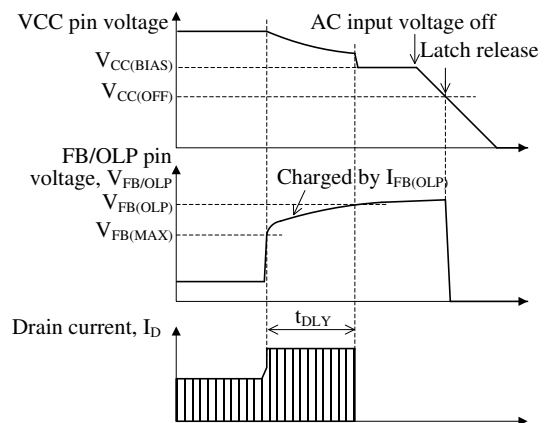 VCC pin voltage
AC input voltage off
Latch release
VCC(BIAS)
VCC(OFF)
FB/OLP pin
voltage, VFB/OLP
Charged by IFB(OLP)
VFB(OLP)
VFB(MAX)
Drain current, ID
tDLY